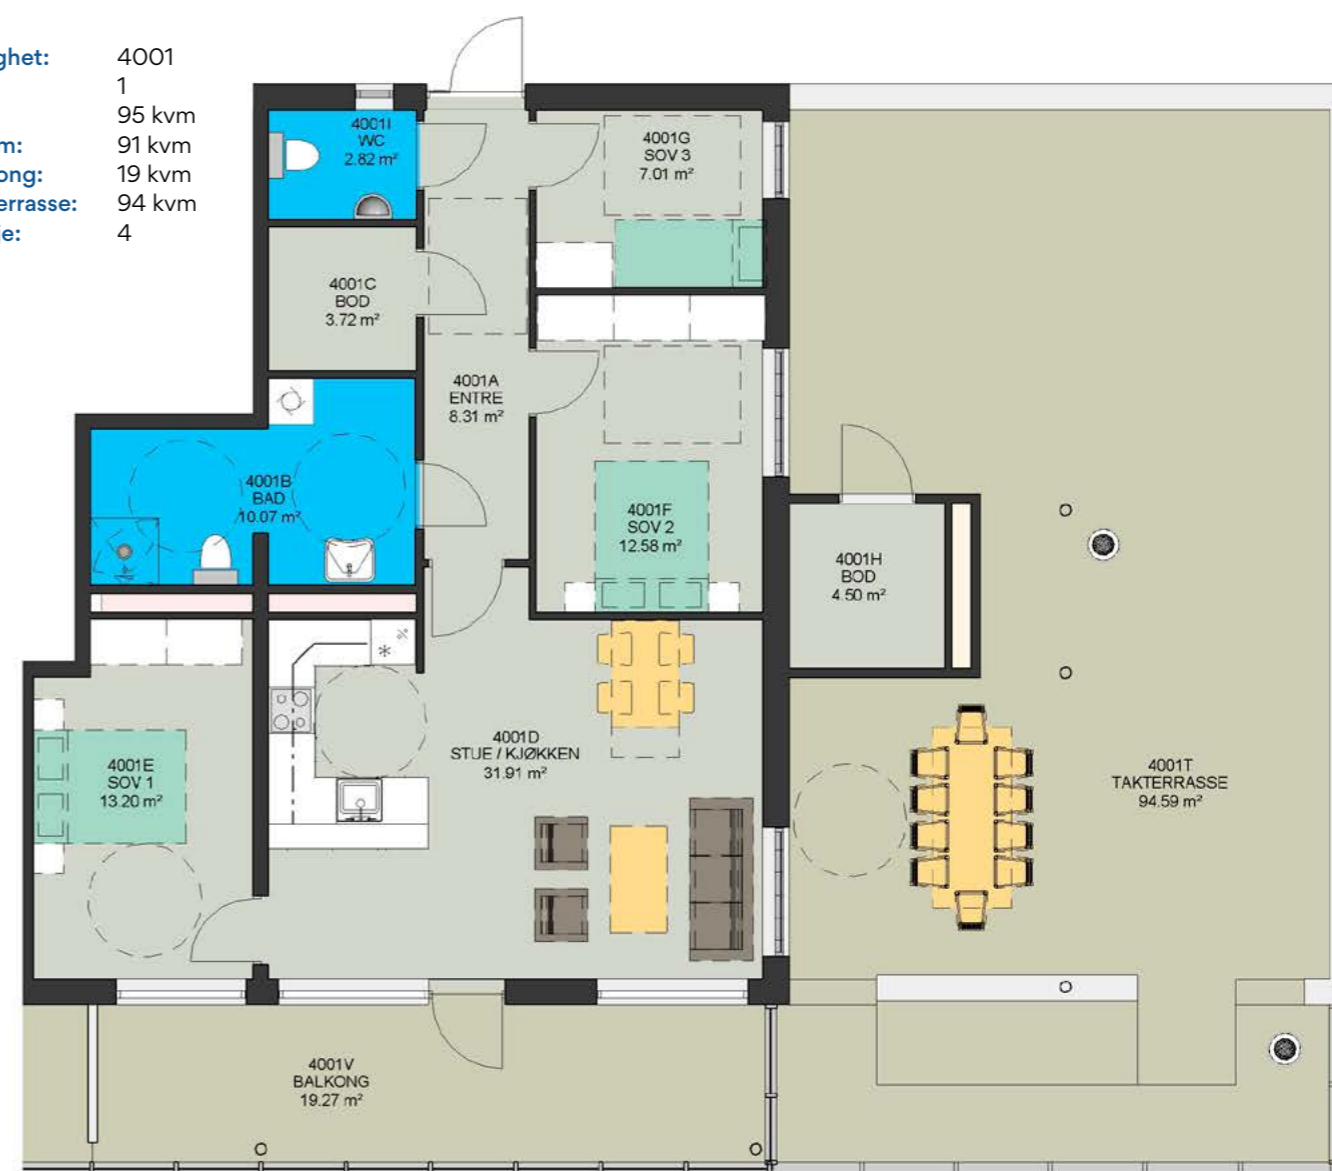 ghet: 4001
1
95 kvm
m: 91 kvm
ong: 19 kvm
errasse: 94 kvm
e: 4
4001I
WC
2.82 m²
4001G
SOV 3
7.01 m²
4001C
BOD
3.72 m²
4001A
ENTRE
8.31 m²
4001B
BAD
10.07 m²
4001F
SOV 2
12.58 m²
4001H
BOD
4.50 m²
4001E
SOV 1
13.20 m²
4001D
STUE / KJØKKEN
31.91 m²
4001T
TAKTERRASSE
94.59 m²
4001V
BALKONG
19.27 m²